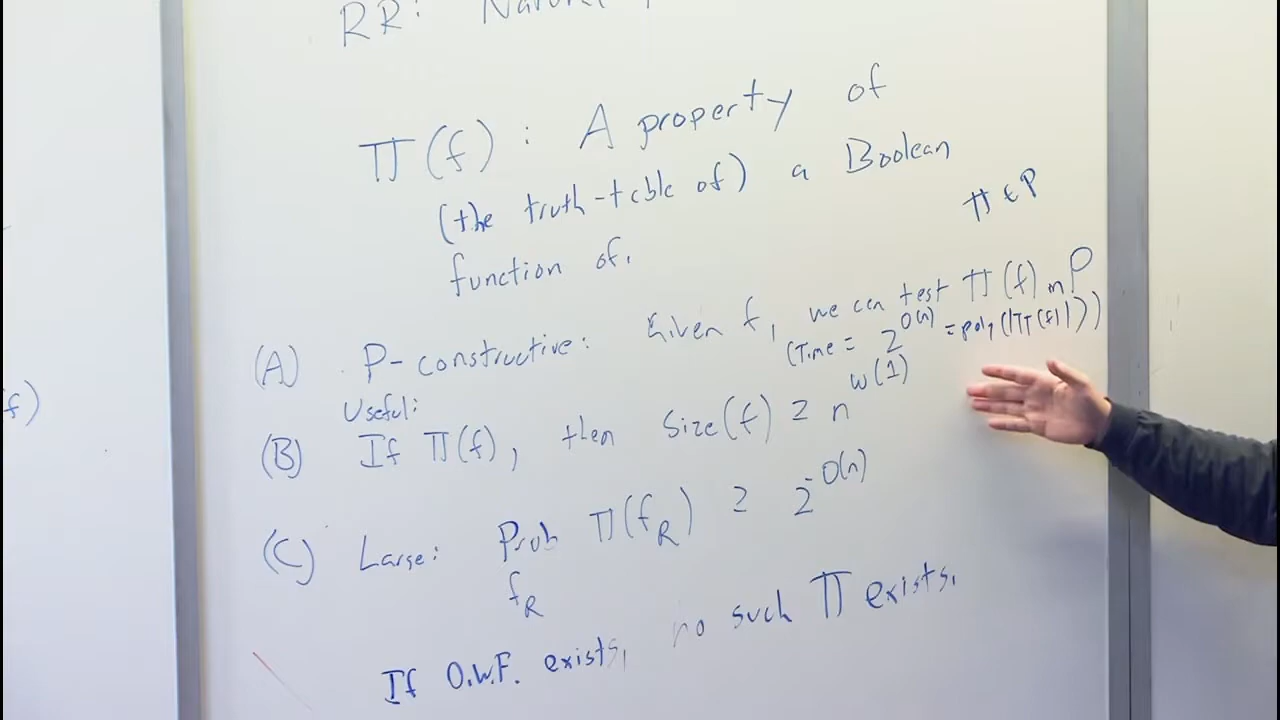 RR: Natural
Π(f) : A property of
(the truth-table of) a Boolean
function of.
Π ∈ P
(A) P-constructive: Given f, we can test Π(f) in P
(Time = 2^O(n) = poly(|TT(f)|))
Useful:
(B) If Π(f), then Size(f) ≥ n^ω(1)
(C) Large: Prob Π(f_R) ≥ 2^-O(n)
f_R
If O.W.F. exists, no such Π exists.
f)